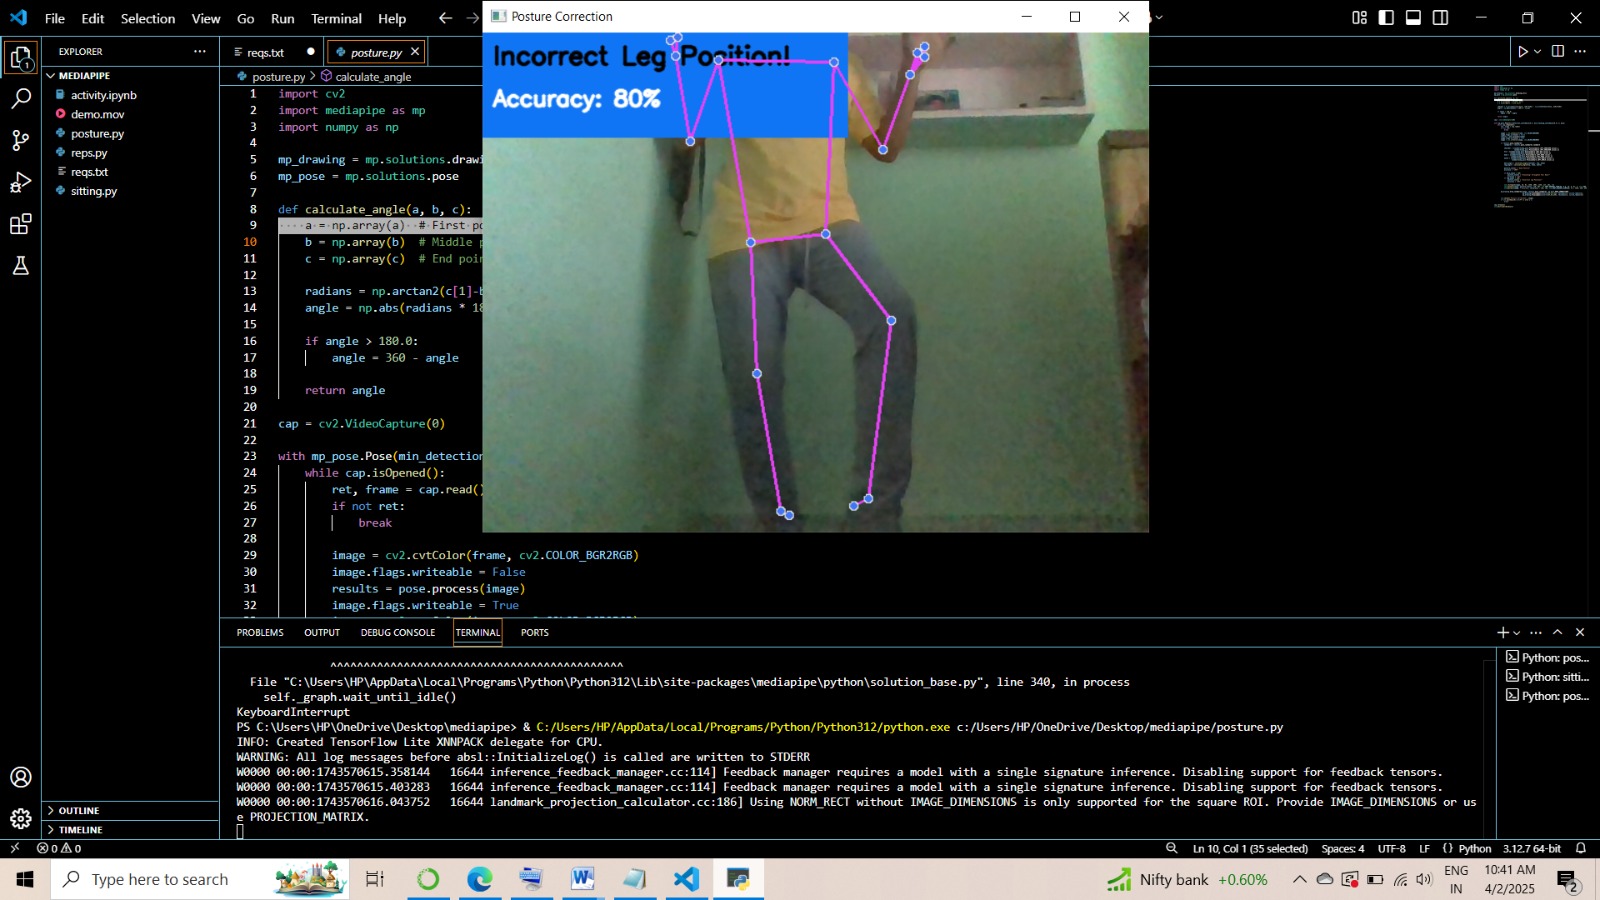 File Edit Selection View Go Run Terminal Help
Posture Correction
EXPLORER
reqs.txt
posture.py
MEDIAPIPE
activity.ipynb
demo.mov
posture.py
reps.py
reqs.txt
sitting.py
OUTLINE
TIMELINE
posture.py > calculate_angle
1 import cv2
2 import mediapipe as mp
3 import numpy as np
4
5 mp_drawing = mp.solutions.drawi
6 mp_pose = mp.solutions.pose
7
8 def calculate_angle(a, b, c):
9 ····a·=·np.array(a)··#·First·po
10 b = np.array(b) # Middle p
11 c = np.array(c) # End poin
12
13 radians = np.arctan2(c[1]-b
14 angle = np.abs(radians * 18
15
16 if angle > 180.0:
17 angle = 360 - angle
18
19 return angle
20
21 cap = cv2.VideoCapture(0)
22
23 with mp_pose.Pose(min_detection
24 while cap.isOpened():
25 ret, frame = cap.read()
26 if not ret:
27 break
28
29 image = cv2.cvtColor(frame, cv2.COLOR_BGR2RGB)
30 image.flags.writeable = False
31 results = pose.process(image)
32 image.flags.writeable = True
Incorrect Leg Position!
Accuracy: 80%
PROBLEMS OUTPUT DEBUG CONSOLE TERMINAL PORTS
^^^^^^^^^^^^^^^^^^^^^^^^^^^^^^^^^^^^^^^^^^^^
File "C:\Users\HP\AppData\Local\Programs\Python\Python312\Lib\site-packages\mediapipe\python\solution_base.py", line 340, in process
self._graph.wait_until_idle()
KeyboardInterrupt
PS C:\Users\HP\OneDrive\Desktop\mediapipe> & C:/Users/HP/AppData/Local/Programs/Python/Python312/python.exe c:/Users/HP/OneDrive/Desktop/mediapipe/posture.py
INFO: Created TensorFlow Lite XNNPACK delegate for CPU.
WARNING: All log messages before absl::InitializeLog() is called are written to STDERR
W0000 00:00:1743570615.358144 16644 inference_feedback_manager.cc:114] Feedback manager requires a model with a single signature inference. Disabling support for feedback tensors.
W0000 00:00:1743570615.403283 16644 inference_feedback_manager.cc:114] Feedback manager requires a model with a single signature inference. Disabling support for feedback tensors.
W0000 00:00:1743570616.043752 16644 landmark_projection_calculator.cc:186] Using NORM_RECT without IMAGE_DIMENSIONS is only supported for the square ROI. Provide IMAGE_DIMENSIONS or us
e PROJECTION_MATRIX.
Python: pos...
Python: sitti...
Python: pos...
0 0
Ln 10, Col 1 (35 selected) Spaces: 4 UTF-8 LF {} Python 3.12.7 64-bit
Type here to search
Nifty bank +0.60%
ENG
IN
10:41 AM
4/2/2025
2